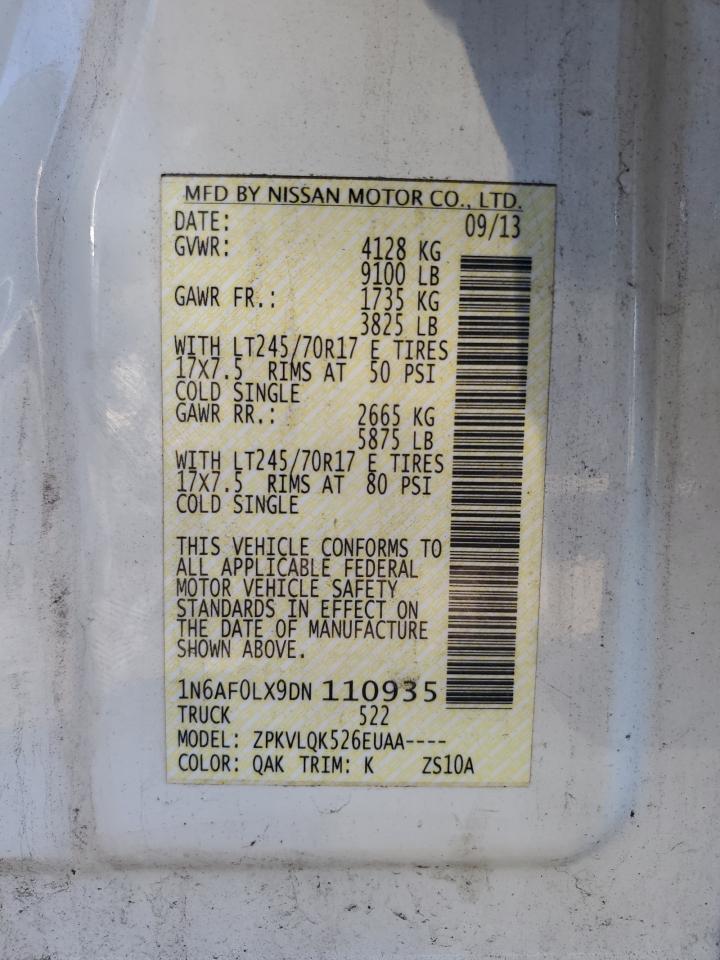 MFD BY NISSAN MOTOR CO., LTD.
DATE: 09/13
GVWR: 4128 KG
9100 LB
GAWR FR.: 1735 KG
3825 LB
WITH LT245/70R17 E TIRES
17X7.5 RIMS AT 50 PSI
COLD SINGLE
GAWR RR.: 2665 KG
5875 LB
WITH LT245/70R17 E TIRES
17X7.5 RIMS AT 80 PSI
COLD SINGLE
THIS VEHICLE CONFORMS TO
ALL APPLICABLE FEDERAL
MOTOR VEHICLE SAFETY
STANDARDS IN EFFECT ON
THE DATE OF MANUFACTURE
SHOWN ABOVE.
1N6AF0LX9DN 110935
TRUCK 522
MODEL: ZPKVLQK526EUAA----
COLOR: QAK TRIM: K ZS10A